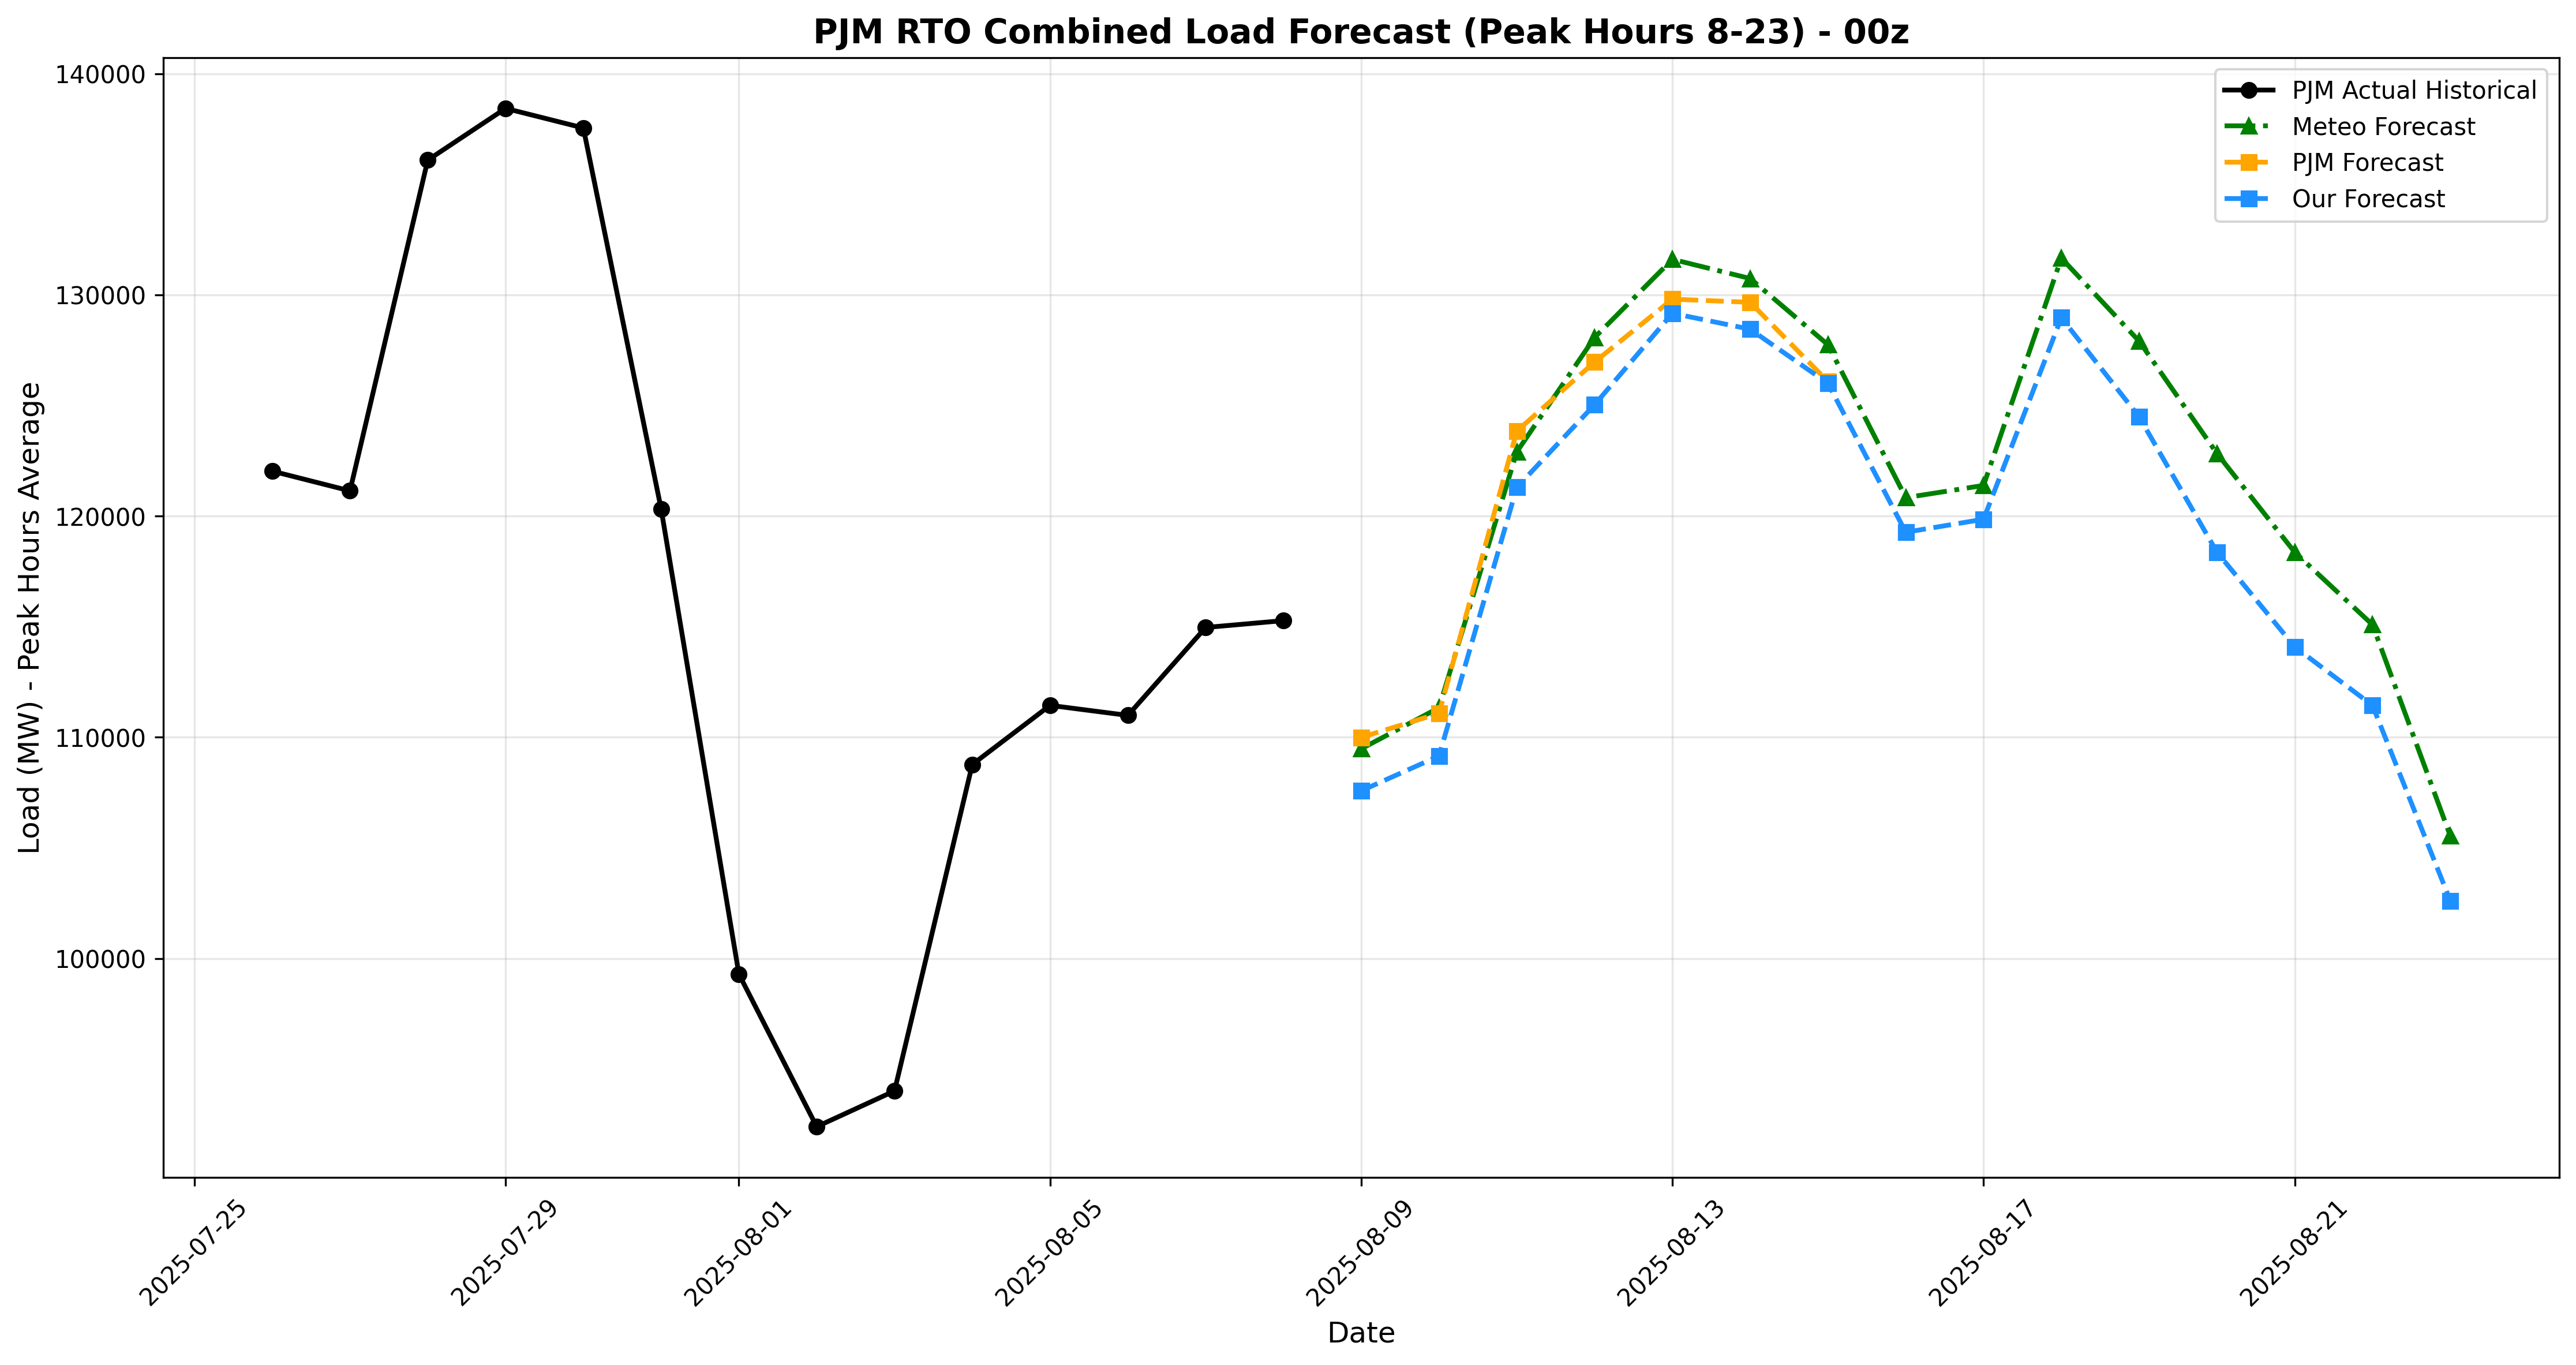 PJM RTO Combined Load Forecast (Peak Hours 8-23) - 00z
PJM Actual Historical
Meteo Forecast
PJM Forecast
Our Forecast
Load (MW) - Peak Hours Average
140000
130000
120000
110000
100000
2025-07-25
2025-07-29
2025-08-01
2025-08-05
2025-08-09
2025-08-13
2025-08-17
2025-08-21
Date